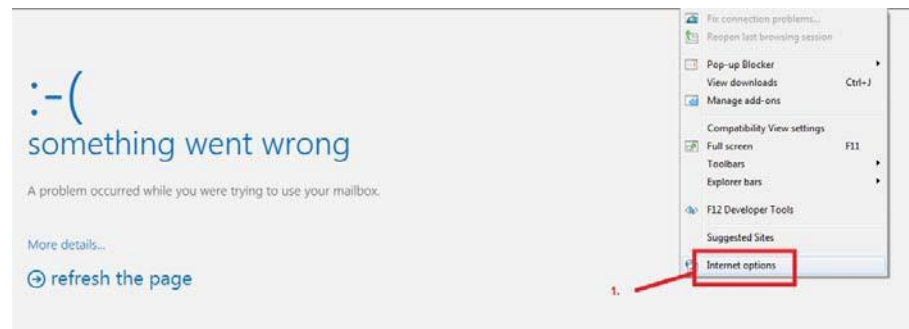 :-(
something went wrong
A problem occurred while you were trying to use your mailbox.
More details...
refresh the page
Fix connection problems...
Reopen last browsing session
Pop-up Blocker
View downloads Ctrl+J
Manage add-ons
Compatibility View settings
Full screen F11
Toolbars
Explorer bars
F12 Developer Tools
Suggested Sites
Internet options
1.